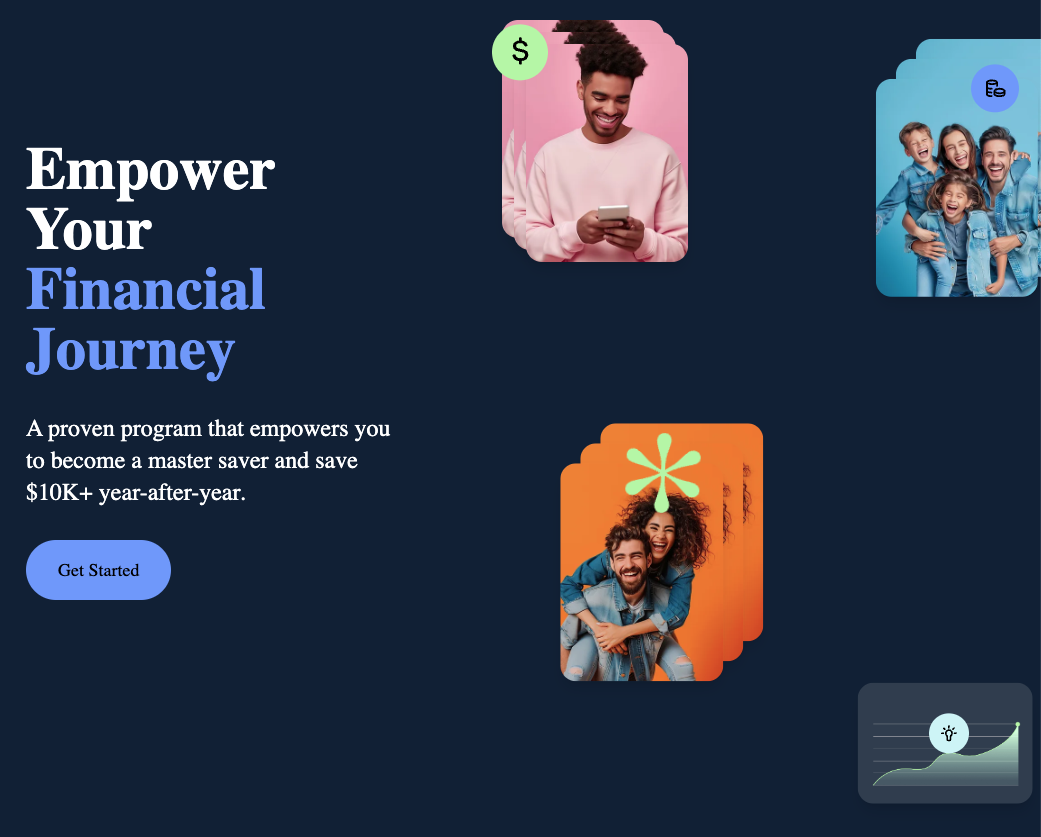 Empower
Your
Financial
Journey
A proven program that empowers you
to become a master saver and save
$10K+ year-after-year.
Get Started
$